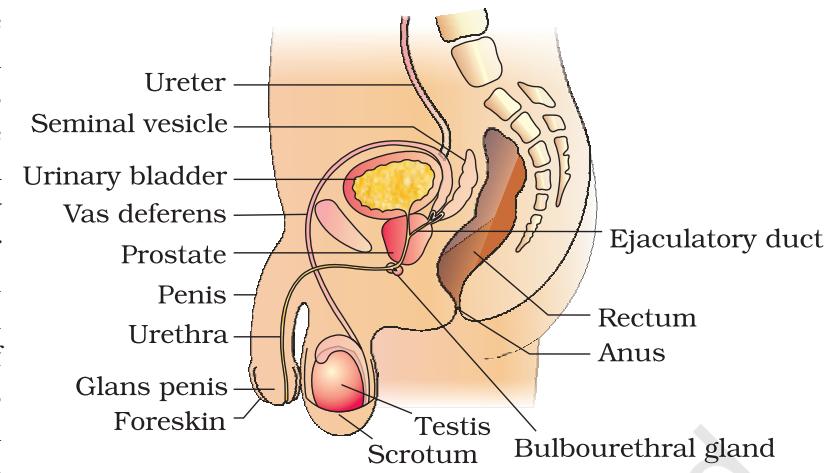 Ureter
Seminal vesicle
Urinary bladder
Vas deferens
Prostate
Penis
Urethra
Glans penis
Foreskin
Ejaculatory duct
Rectum
Anus
Testis
Scrotum
Bulbourethral gland